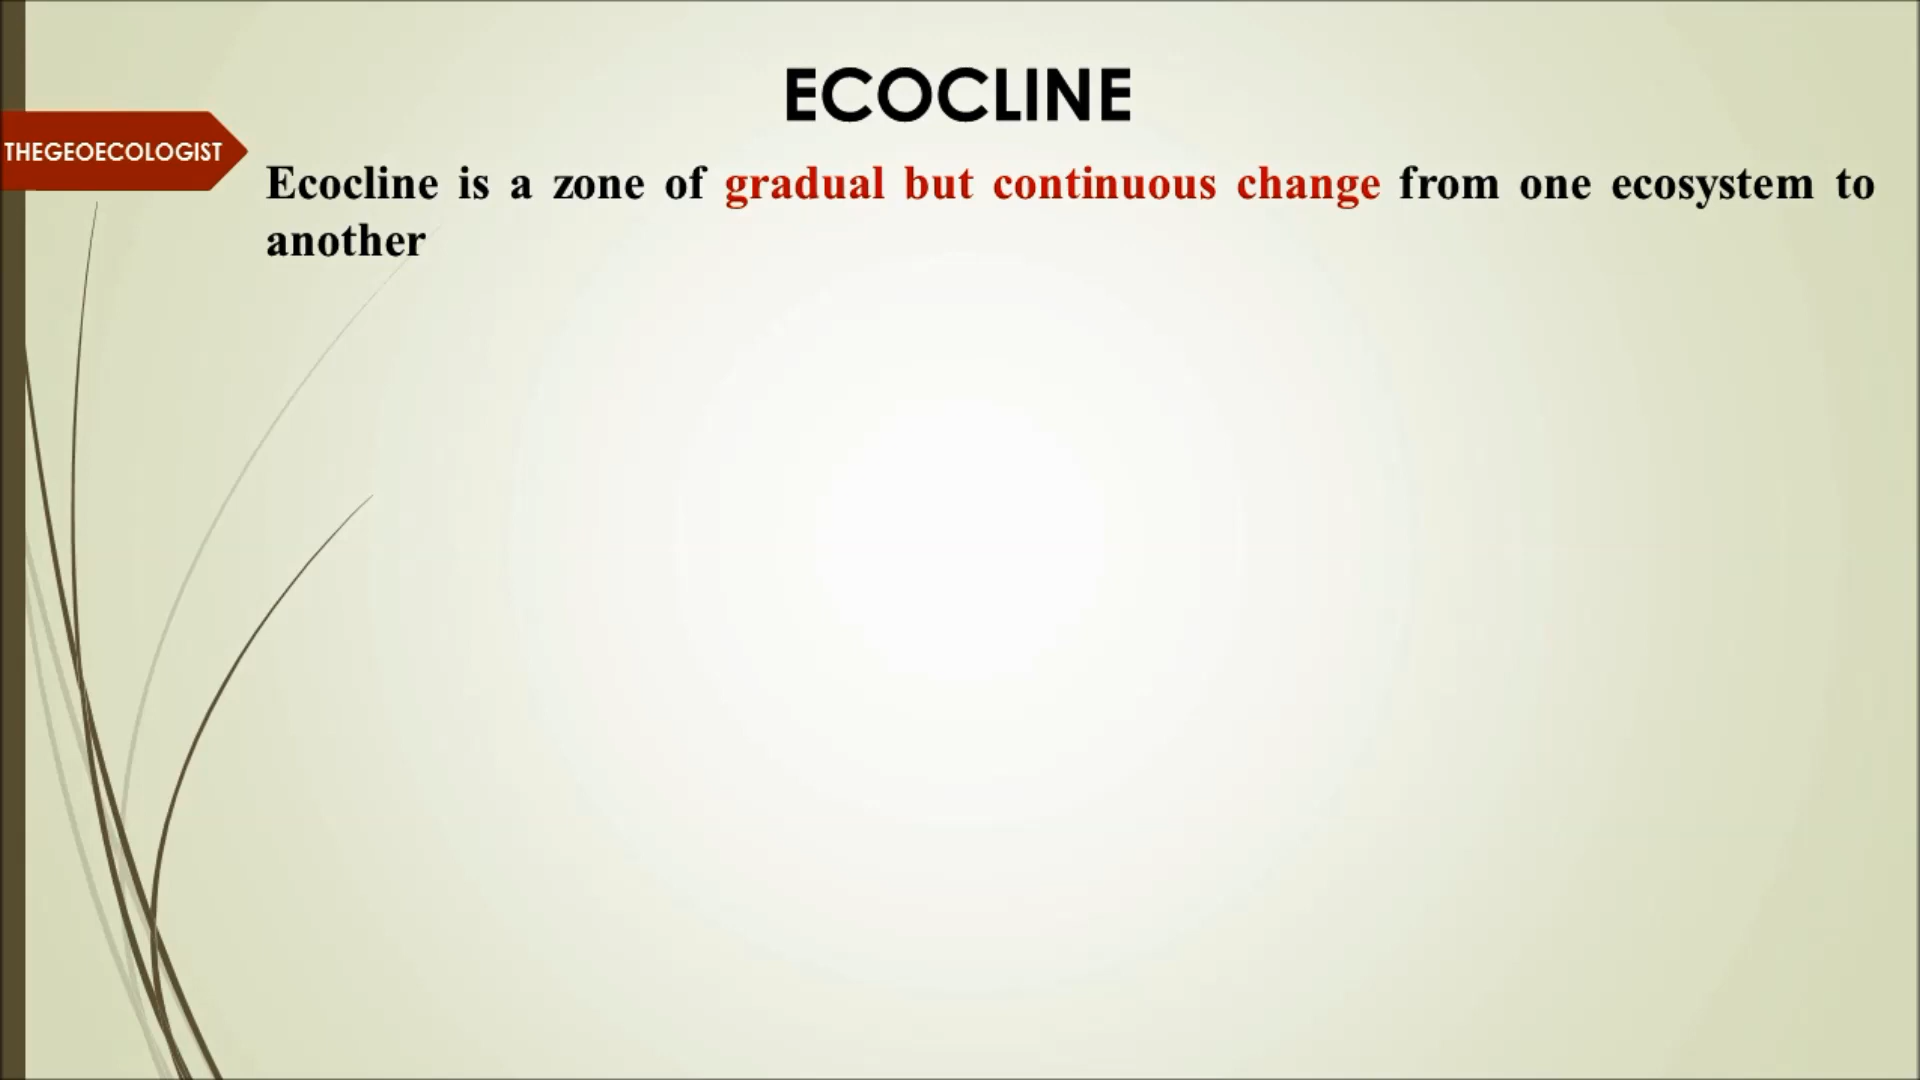 ECOCLINE
THEGEOECOLOGIST
Ecocline is a zone of gradual but continuous change from one ecosystem to
another